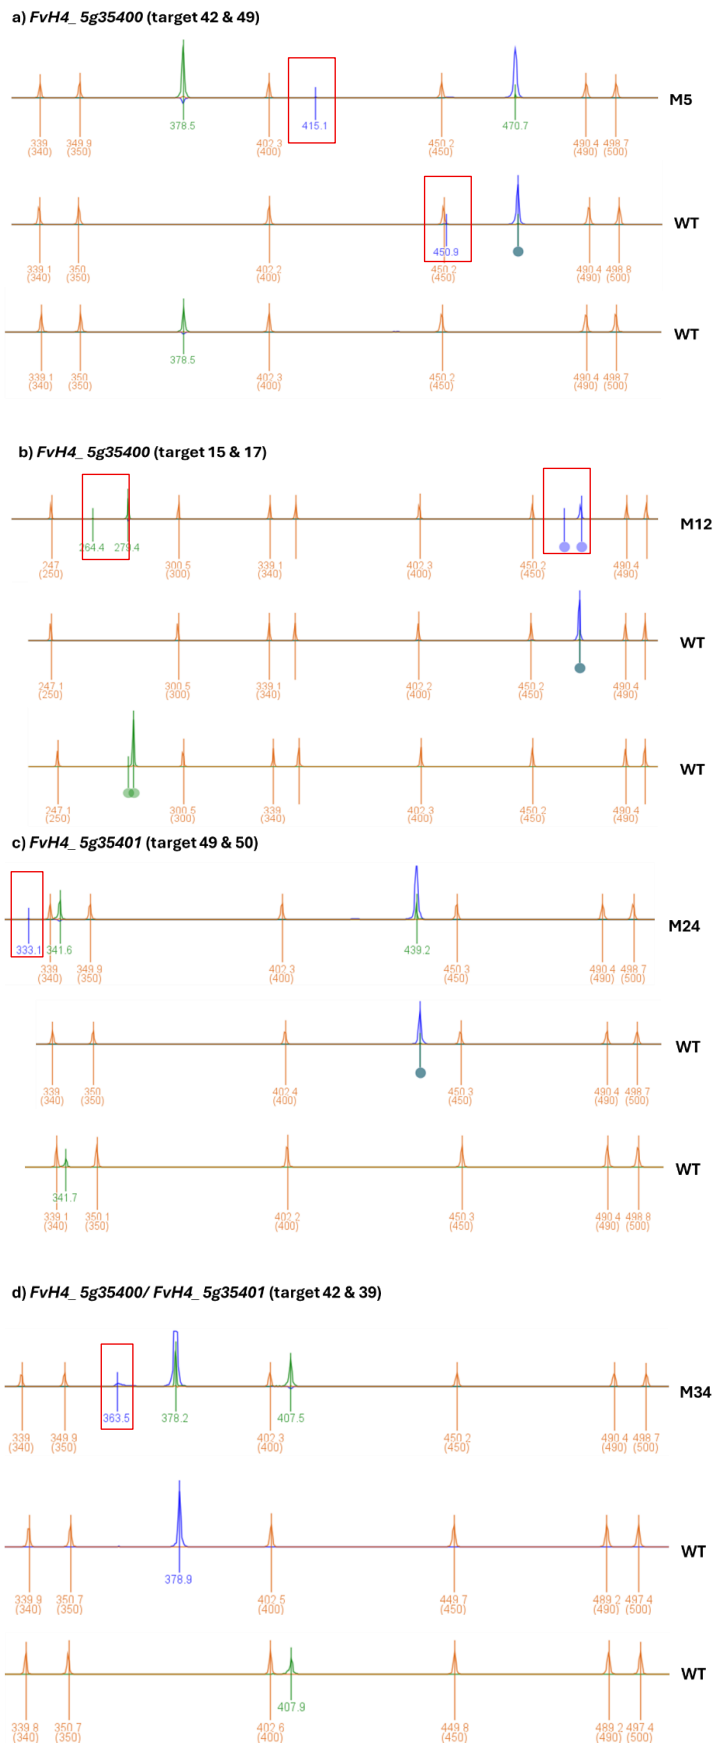 a) FvH4_ 5g35400 (target 42 & 49)
M5
415.1
378.5 470.7
339 349.9 402.3 450.2 490.4 498.7
(340) (350) (400) (450) (490) (500)
WT
450.9
339.1 350 402.2 450.2 490.4 498.8
(340) (350) (400) (450) (490) (500)
WT
378.5
339.1 350 402.3 450.2 490.4 498.7
(340) (350) (400) (450) (490) (500)
b) FvH4_ 5g35400 (target 15 & 17)
M12
264.4 279.4
247 300.5 339.1 402.3 450.2 490.4
(250) (300) (340) (400) (450) (490)
WT
247.1 300.5 339.1 402.2 450.2 490.4
(250) (300) (340) (400) (450) (490)
WT
247.1 300.5 339 402.3 450.2 490.4
(250) (300) (340) (400) (450) (490)
c) FvH4_ 5g35401 (target 49 & 50)
M24
333.1 341.6 439.2
339 349.9 402.3 450.3 490.4 498.7
(340) (350) (400) (450) (490) (500)
WT
339 350 402.4 450.3 490.4 498.7
(340) (350) (400) (450) (490) (500)
WT
341.7
339.1 350.1 402.2 450.3 490.4 498.8
(340) (350) (400) (450) (490) (500)
d) FvH4_ 5g35400/ FvH4_ 5g35401 (target 42 & 39)
M34
363.5 378.2 407.5
339 349.9 402.3 450.2 490.4 498.7
(340) (350) (400) (450) (490) (500)
WT
378.9
339.9 350.7 402.5 449.7 489.2 497.4
(340) (350) (400) (450) (490) (500)
WT
407.9
339.8 350.7 402.6 449.8 489.2 497.4
(340) (350) (400) (450) (490) (500)